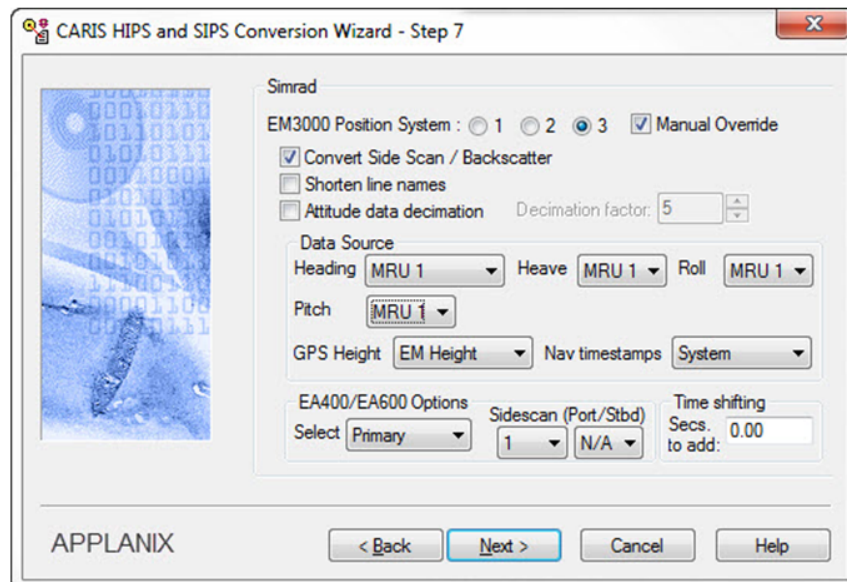 CARIS HIPS and SIPS Conversion Wizard - Step 7
Simrad
EM3000 Position System : 1 2 3 Manual Override
Convert Side Scan / Backscatter
Shorten line names
Attitude data decimation Decimation factor: 5
Data Source
Heading MRU 1 Heave MRU 1 Roll MRU 1
Pitch MRU 1
GPS Height EM Height Nav timestamps System
EA400/EA600 Options
Select Primary
Sidescan (Port/Stbd)
1 N/A
Time shifting
Secs. to add: 0.00
APPLANIX
< Back Next > Cancel Help